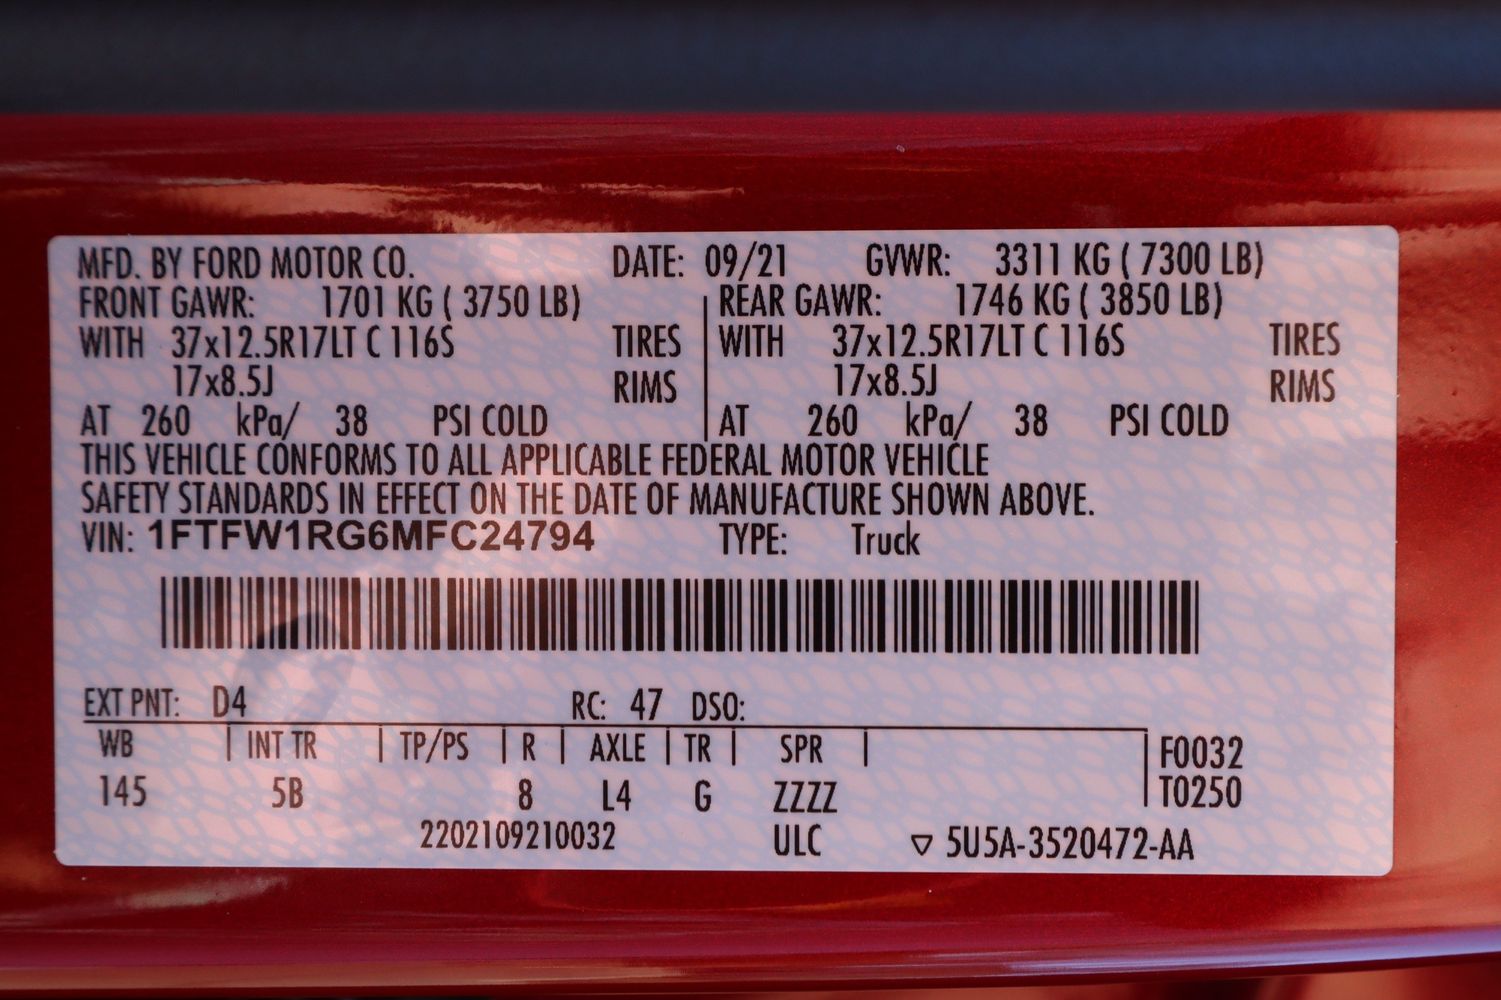 MFD. BY FORD MOTOR CO. DATE: 09/21 GVWR: 3311 KG ( 7300 LB)
FRONT GAWR: 1701 KG ( 3750 LB) REAR GAWR: 1746 KG ( 3850 LB)
WITH 37x12.5R17LT C 116S TIRES WITH 37x12.5R17LT C 116S TIRES
17x8.5J RIMS 17x8.5J RIMS
AT 260 kPa/ 38 PSI COLD AT 260 kPa/ 38 PSI COLD
THIS VEHICLE CONFORMS TO ALL APPLICABLE FEDERAL MOTOR VEHICLE
SAFETY STANDARDS IN EFFECT ON THE DATE OF MANUFACTURE SHOWN ABOVE.
VIN: 1FTFW1RG6MFC24794 TYPE: Truck
EXT PNT: D4 RC: 47 DSO:
WB | INT TR | TP/PS | R | AXLE | TR | SPR | F0032
145 5B 8 L4 G ZZZZ T0250
2202109210032 ULC ▽ 5U5A-3520472-AA